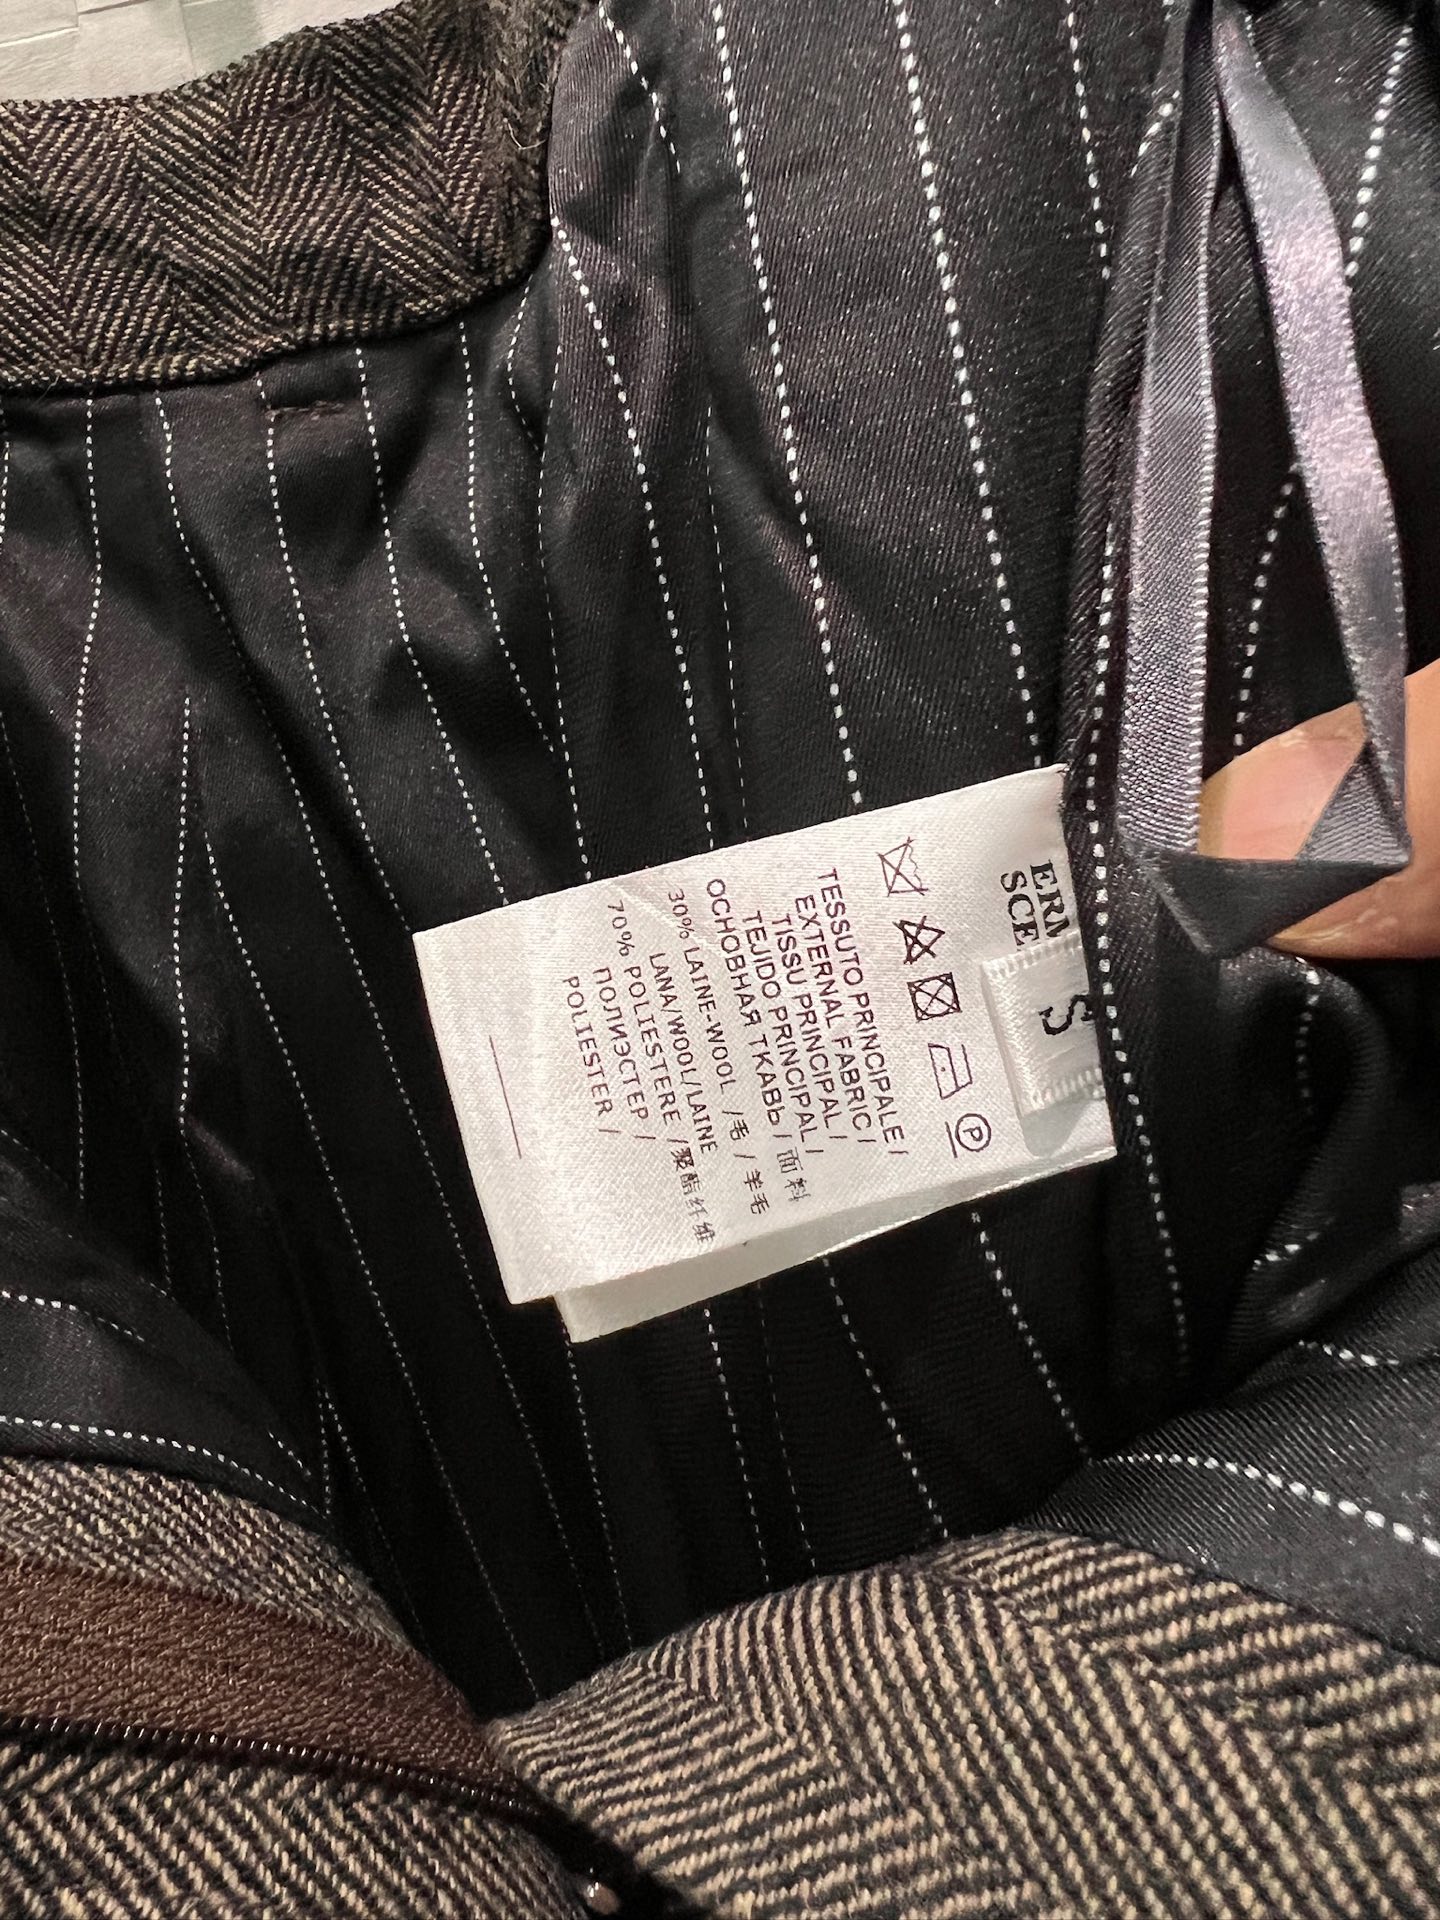 ERM
SCE
S
P
TESSUTO PRINCIPALE /
EXTERNAL FABRIC /
TISSU PRINCIPAL /
TEJIDO PRINCIPAL /
ОСНОВНАЯ ТКАВЬ / 面料
30% LAINE-WOOL /毛 / 羊毛
LANA/WOOL/LAINE
70% POLIESTERE /聚酯纤维
ПОЛИЭСТЕР /
POLIESTER /